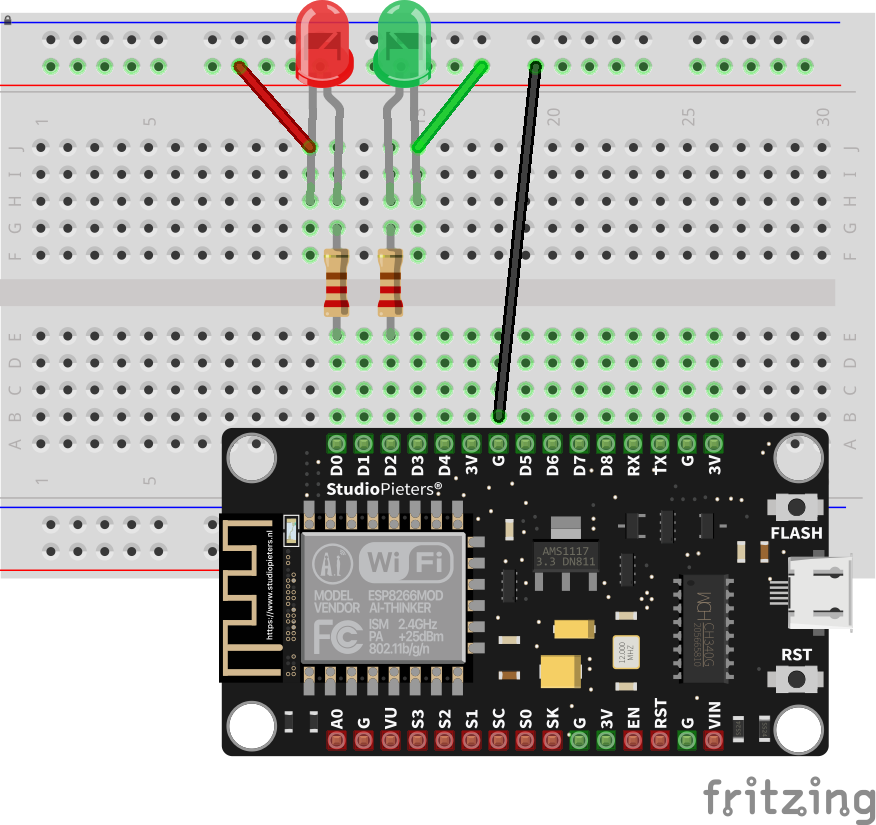 1 5 15 20 25 30
J J
I I
H H
G G
F F
E E
D D
C C
B B
A A
D0 D1 D2 D3 D4 3V G D5 D6 D7 D8 RX TX G 3V
1 5
StudioPieters®
FLASH
https://www.studiopieters.nl
Ai WiFi
MODEL ESP8266MOD
VENDOR AI-THINKER
FC ISM 2.4GHz
PA +25dBm
802.11b/g/n
AMS1117
3.3 DN811
CH340G
12.000
MHZ
RST
A0 G VU S3 S2 S1 SC S0 SK G 3V EN RST G VIN
fritzing